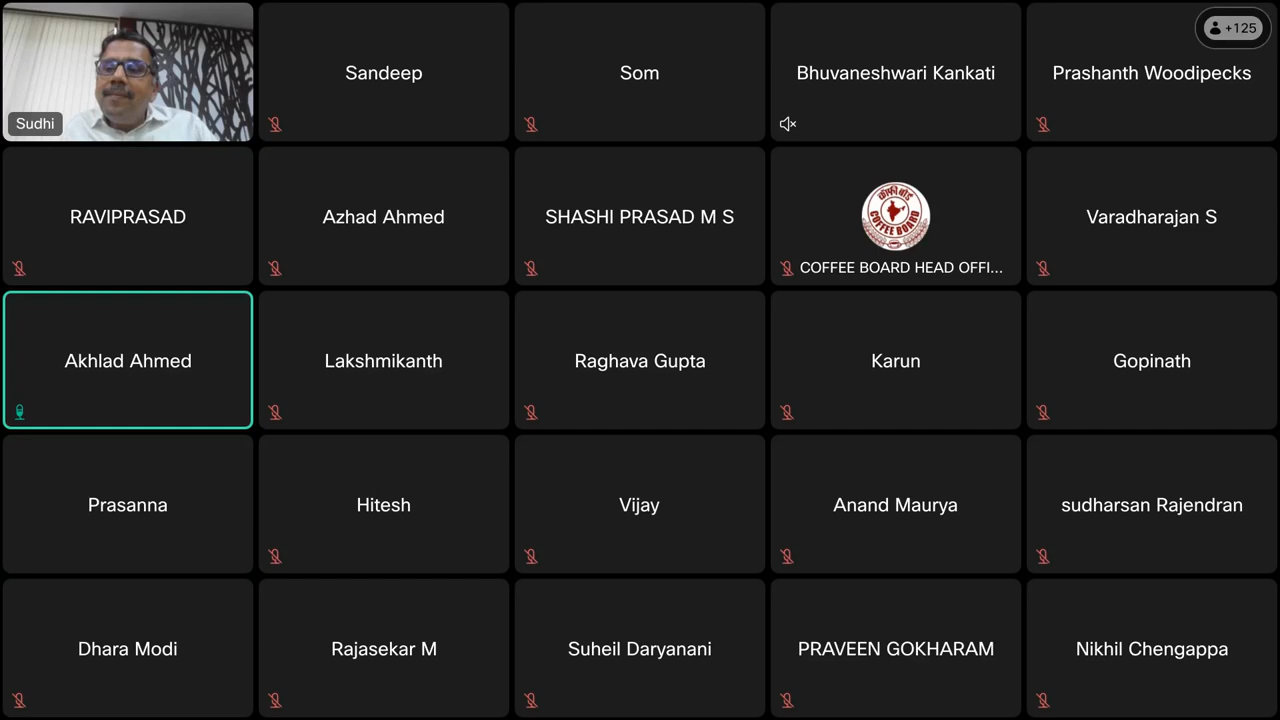 +125
Sudhi
Sandeep
Som
Bhuvaneshwari Kankati
Prashanth Woodipecks
RAVIPRASAD
Azhad Ahmed
SHASHI PRASAD M S
कॉफी बोर्ड
COFFEE BOARD
COFFEE BOARD HEAD OFFI...
Varadharajan S
Akhlad Ahmed
Lakshmikanth
Raghava Gupta
Karun
Gopinath
Prasanna
Hitesh
Vijay
Anand Maurya
sudharsan Rajendran
Dhara Modi
Rajasekar M
Suheil Daryanani
PRAVEEN GOKHARAM
Nikhil Chengappa